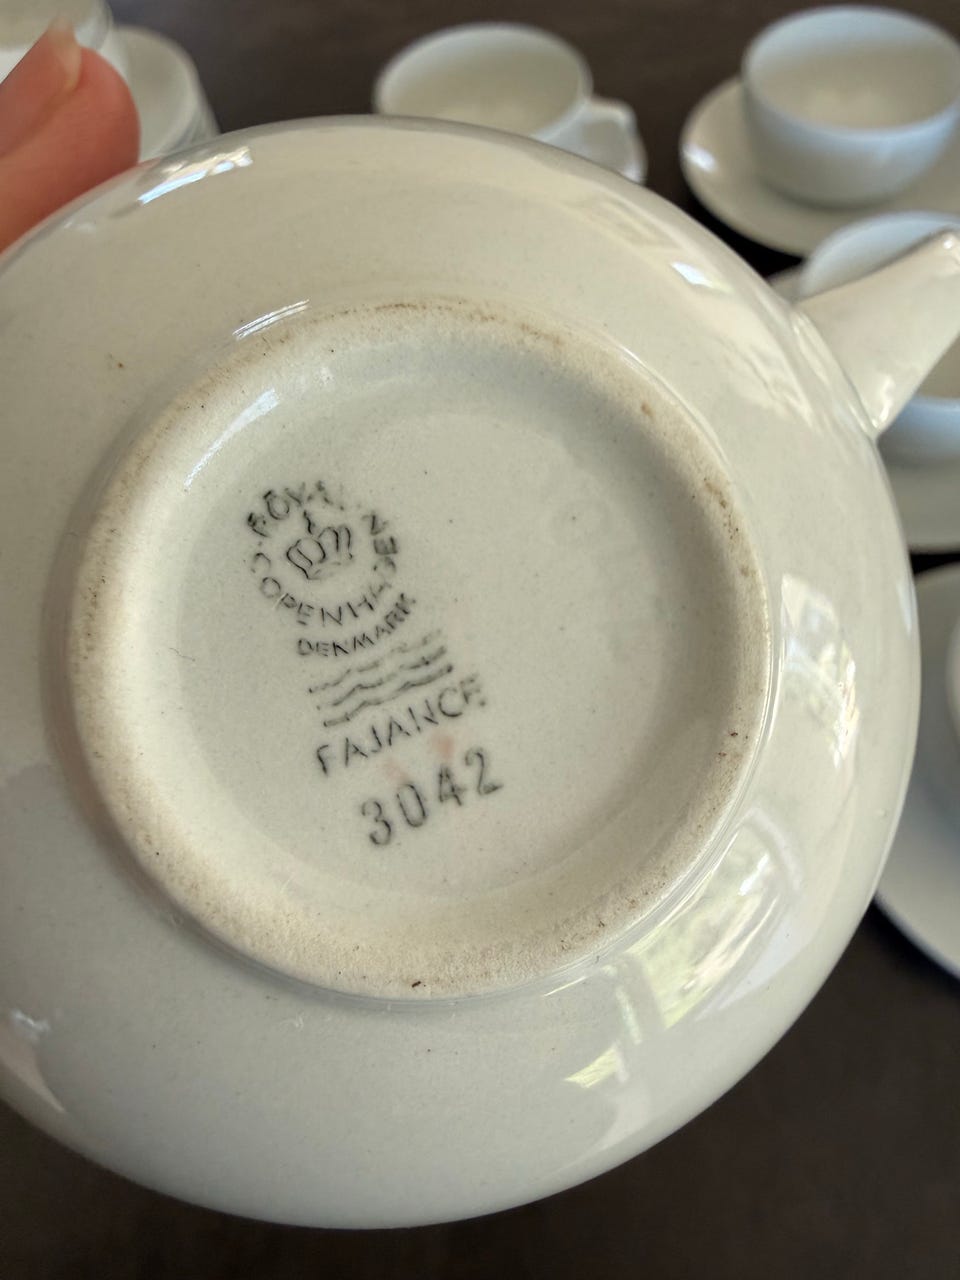 ROYAL
COPENHAGEN
DENMARK
FAJANCE
3042